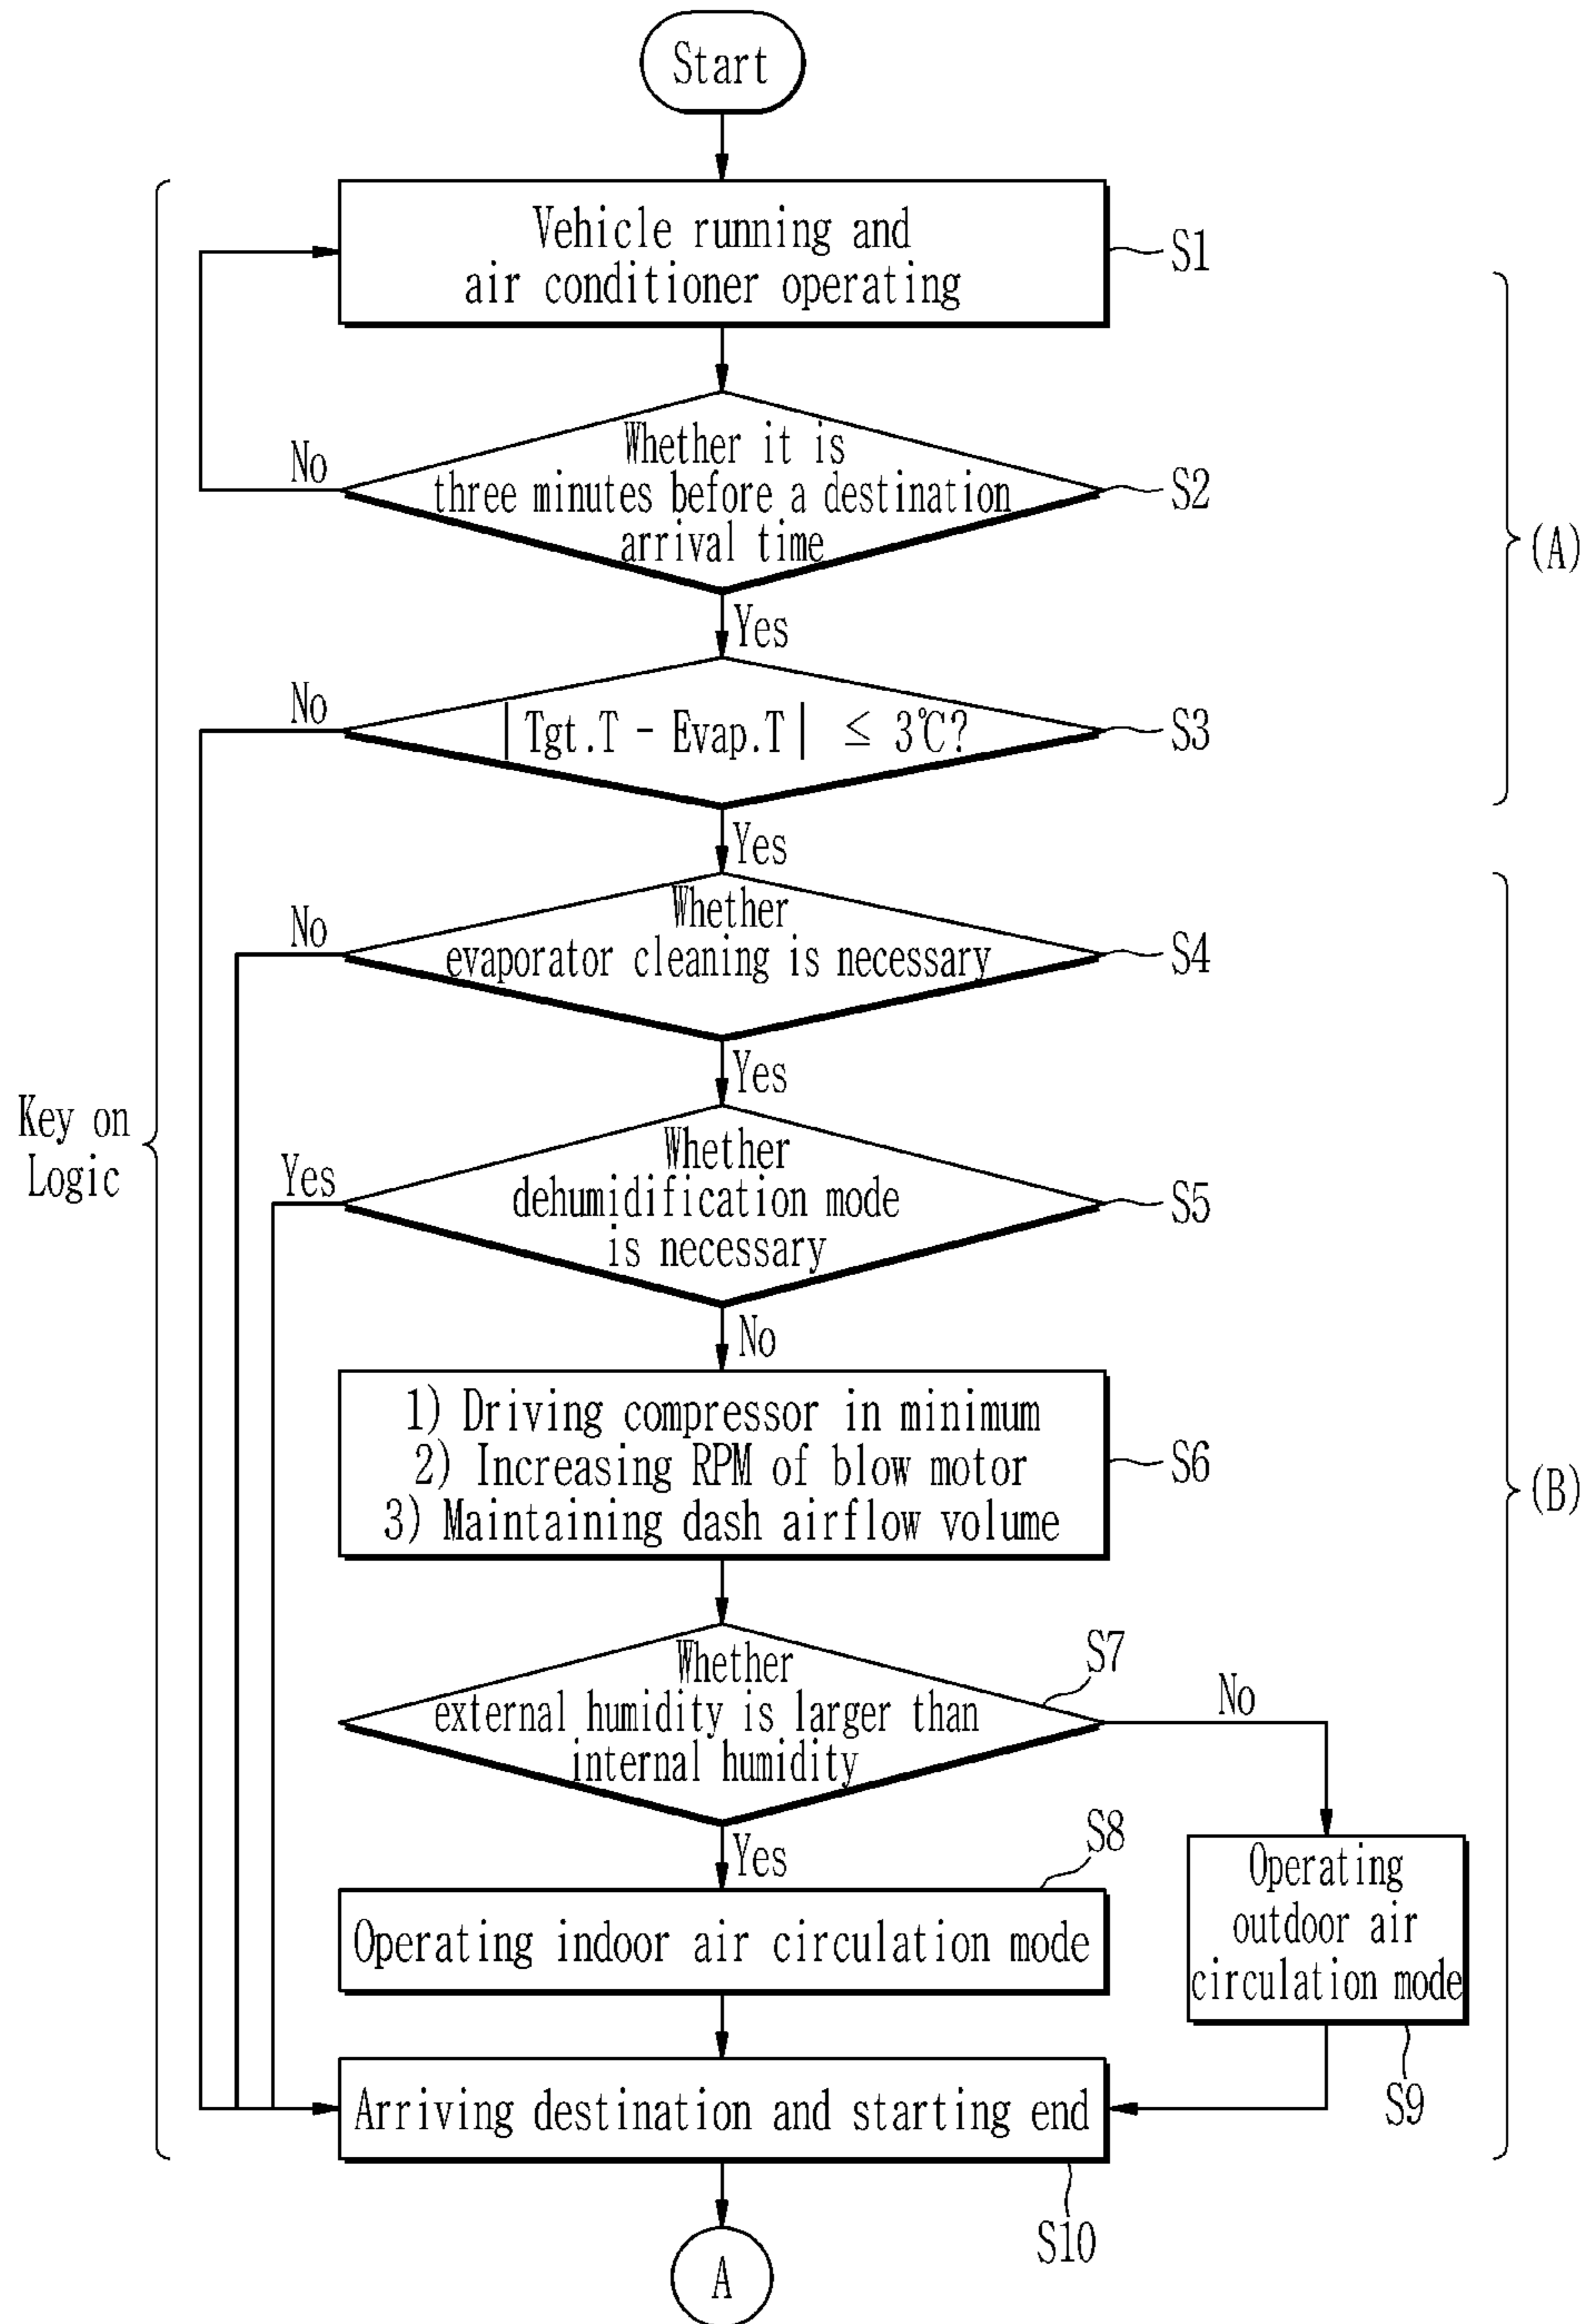 Start
Vehicle running and
air conditioner operating
S1
No
Whether it is
three minutes before a destination
arrival time
S2
(A)
Yes
No
|Tgt.T - Evap.T| ≤ 3℃?
S3
Yes
No
Whether
evaporator cleaning is necessary
S4
Yes
Key on
Logic
Yes
Whether
dehumidification mode
is necessary
S5
No
1) Driving compressor in minimum
2) Increasing RPM of blow motor
3) Maintaining dash airflow volume
S6
(B)
Whether
external humidity is larger than
internal humidity
S7
No
Yes
S8
Operating indoor air circulation mode
Operating
outdoor air
circulation mode
S9
Arriving destination and starting end
S10
A